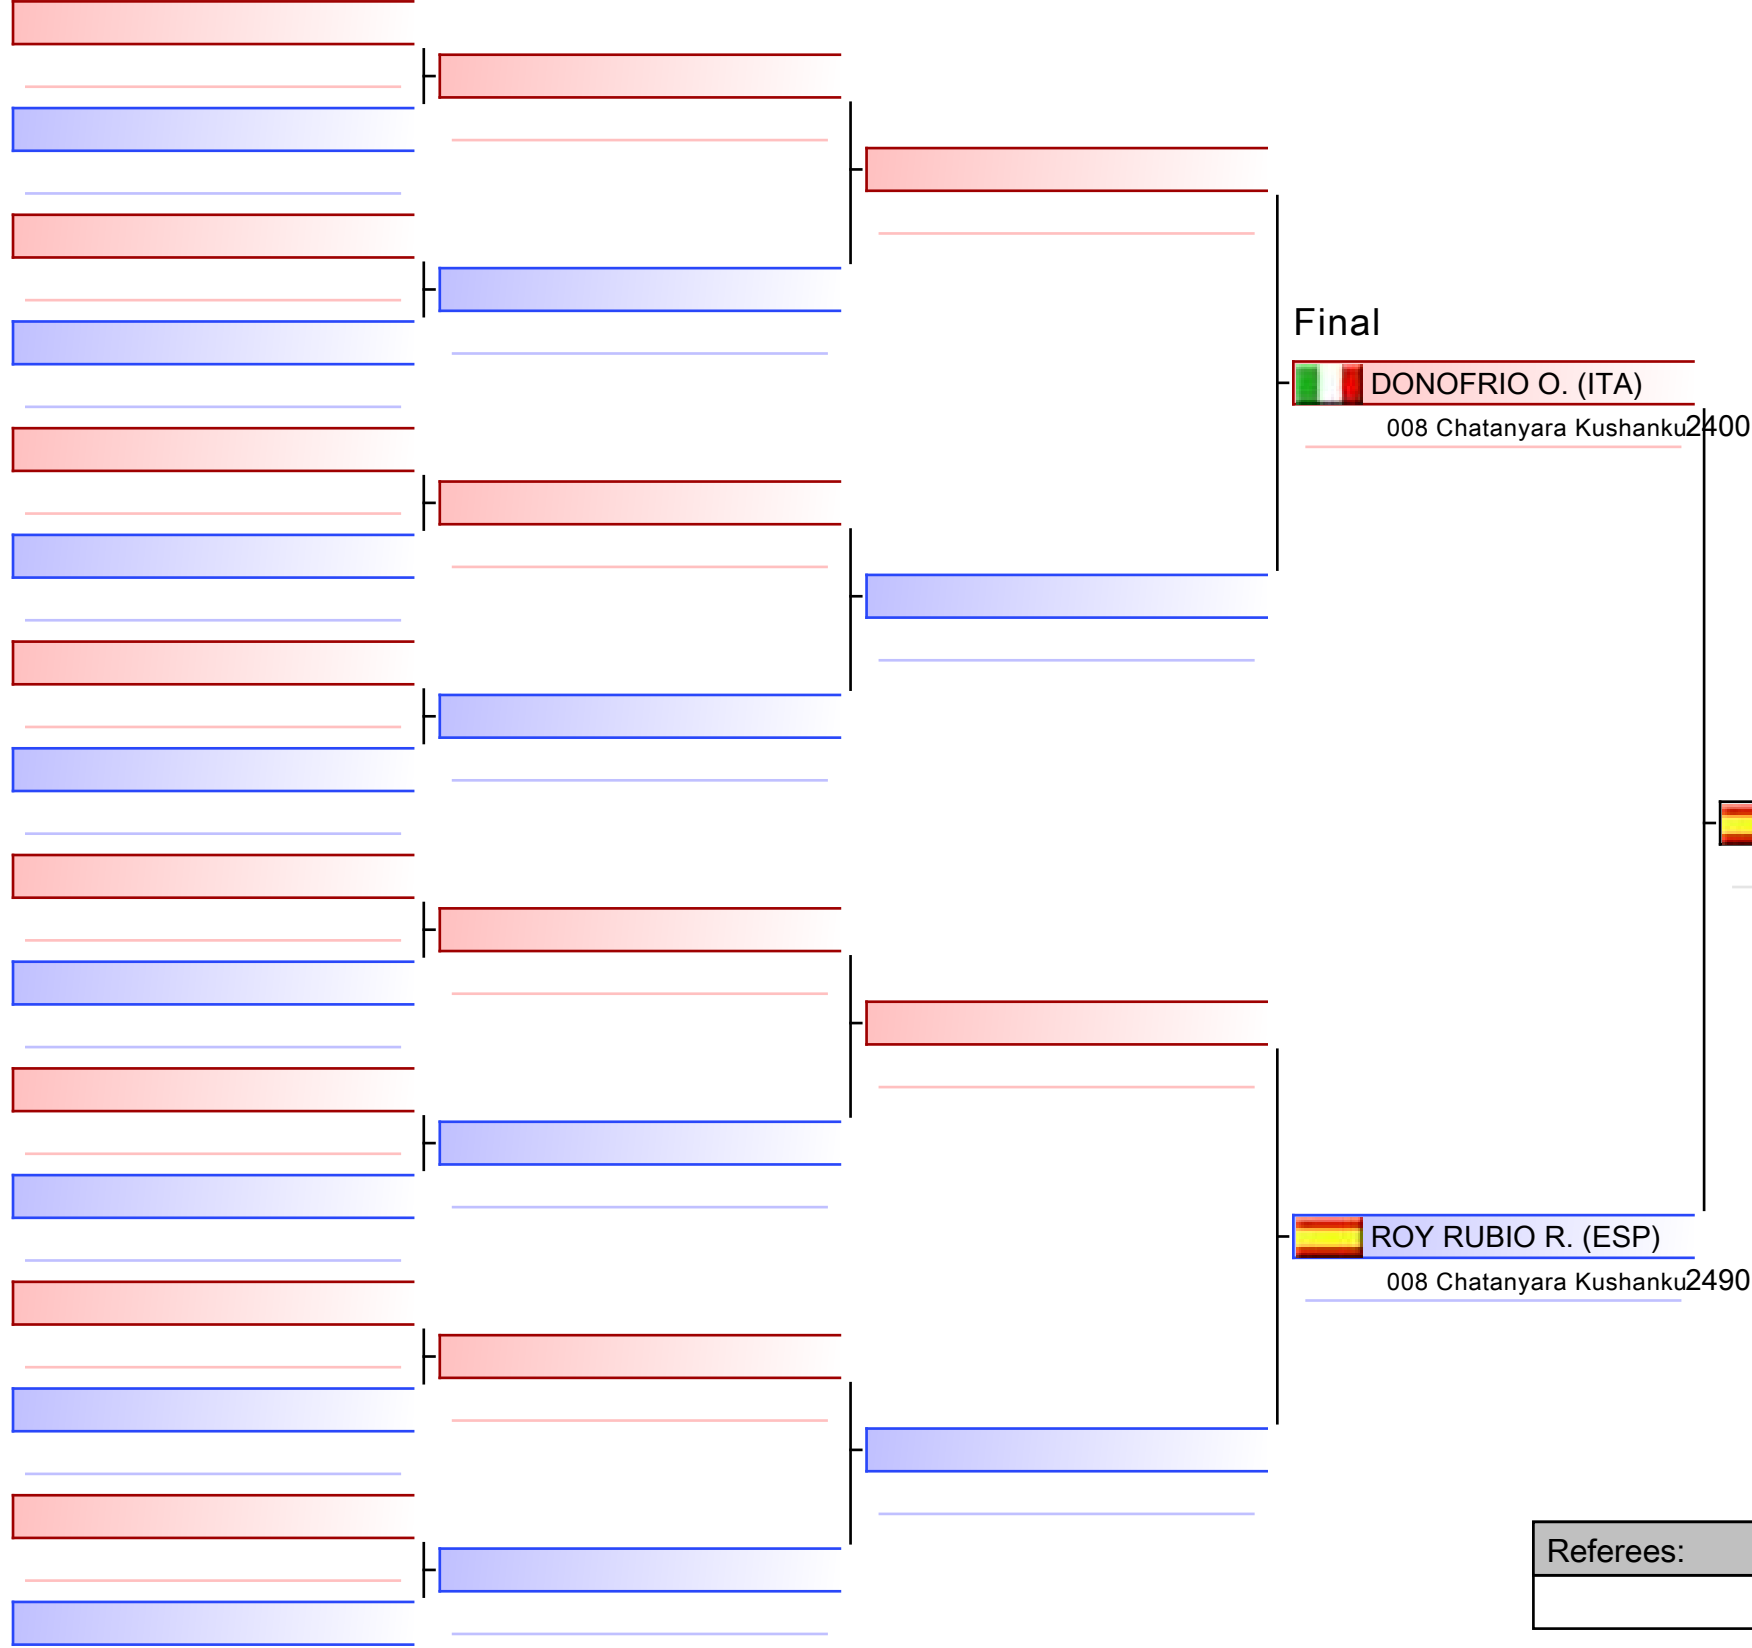 Final
DONOFRIO O. (ITA)
008 Chatanyara Kushanku 2400
ROY RUBIO R. (ESP)
008 Chatanyara Kushanku 2490
Referees: